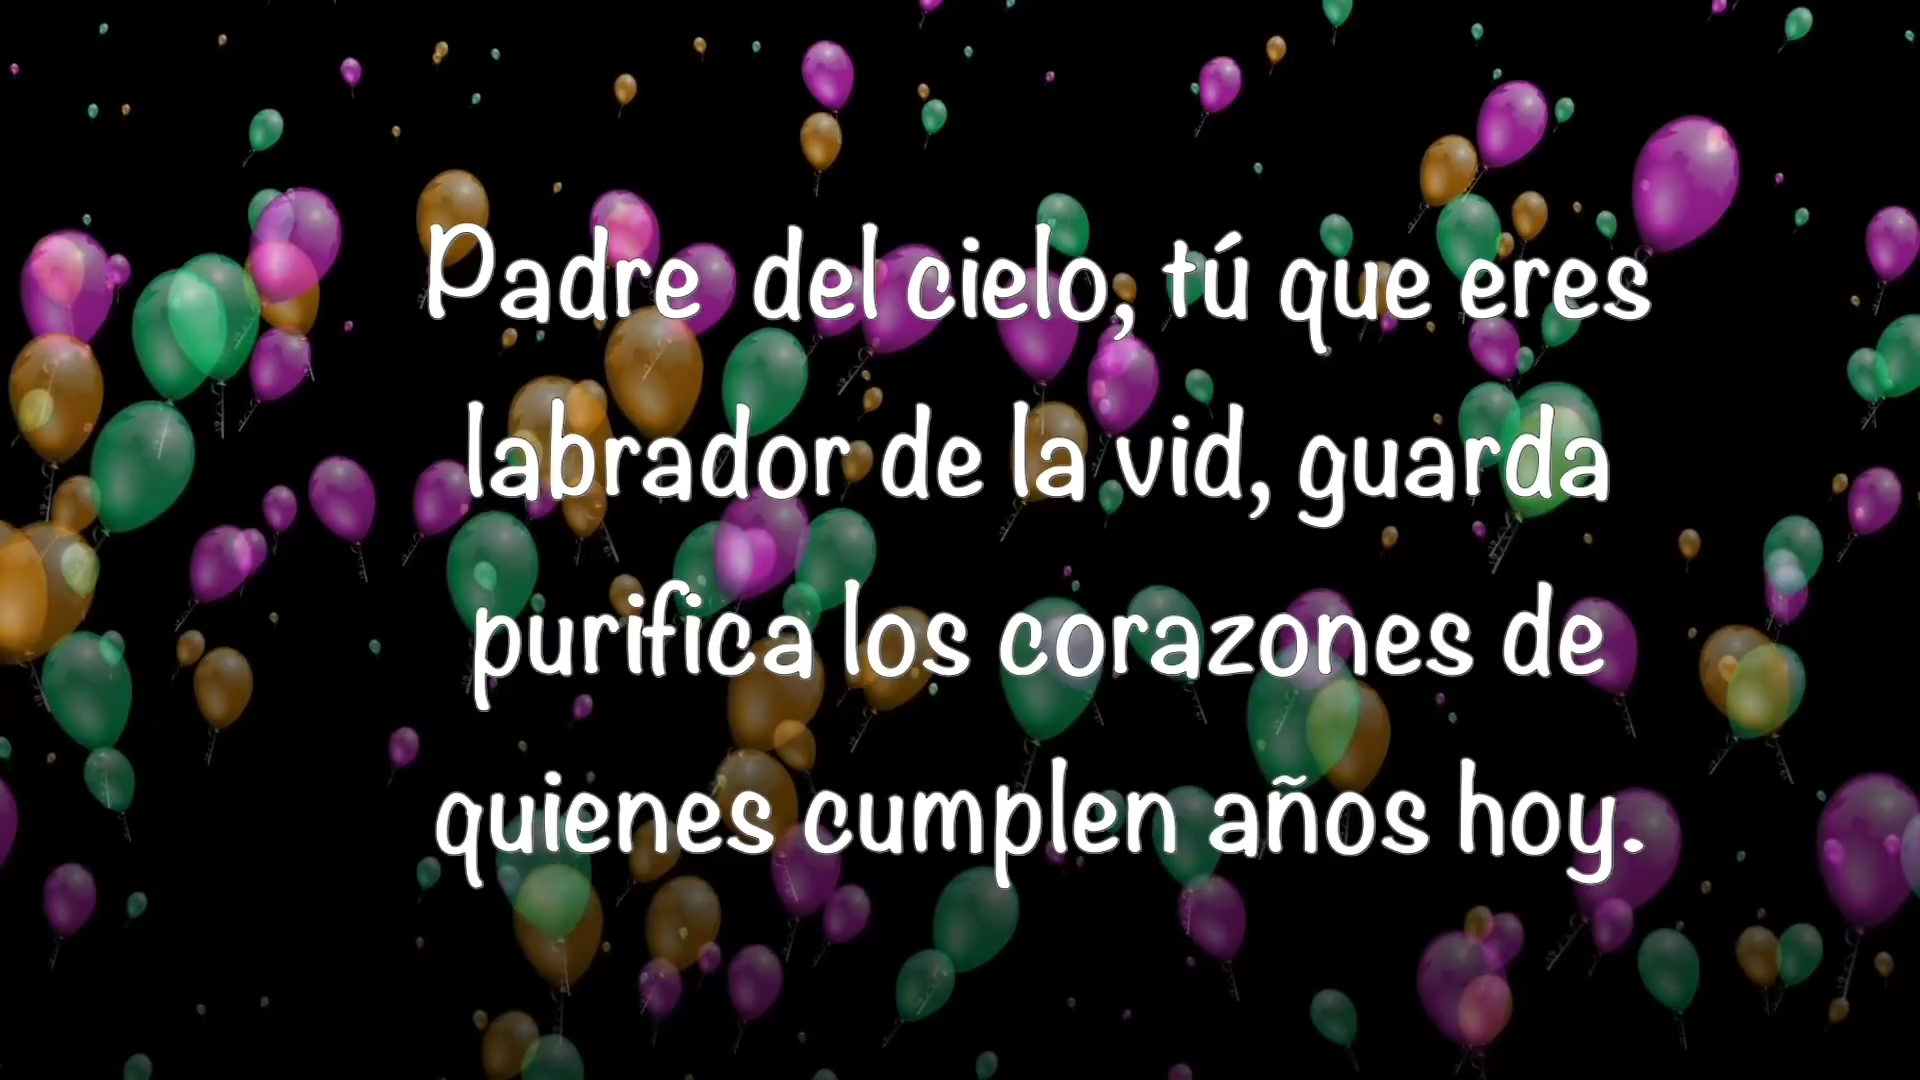 Padre del cielo, tú que eres
labrador de la vid, guarda
purifica los corazones de
quienes cumplen años hoy.